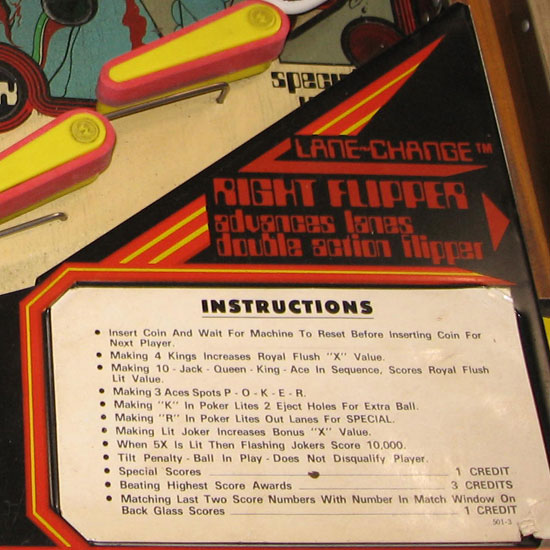 LANE-CHANGE™
RIGHT FLIPPER
advances lanes
double action flipper
INSTRUCTIONS
• Insert Coin And Wait For Machine To Reset Before Inserting Coin For
Next Player.
• Making 4 Kings Increases Royal Flush "X" Value.
• Making 10 - Jack - Queen - King - Ace In Sequence, Scores Royal Flush
Lit Value.
• Making 3 Aces Spots P - O - K - E - R.
• Making "K" In Poker Lites 2 Eject Holes For Extra Ball.
• Making "R" In Poker Lites Out Lanes For SPECIAL.
• Making Lit Joker Increases Bonus "X" Value.
• When 5X Is Lit Then Flashing Jokers Score 10,000.
• Tilt Penalty - Ball In Play - Does Not Disqualify Player.
• Special Scores 1 CREDIT
• Beating Highest Score Awards 3 CREDITS
• Matching Last Two Score Numbers With Number In Match Window On
Back Glass Scores 1 CREDIT
501-3